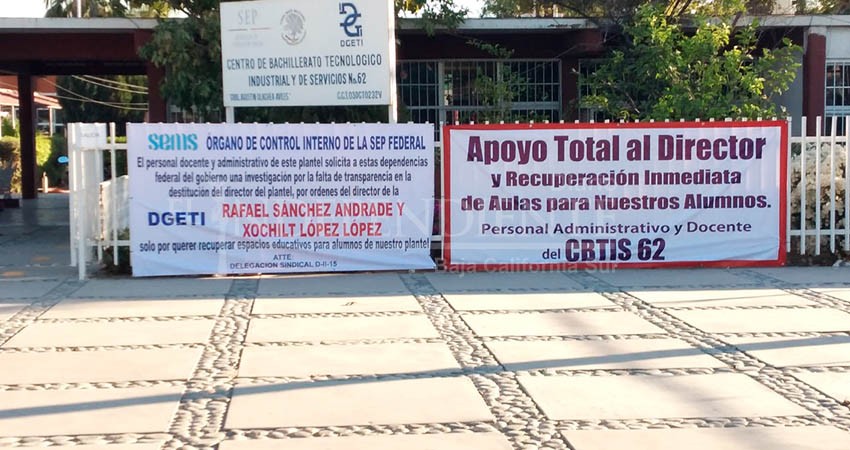 SEP
DGETI
CENTRO DE BACHILLERATO TECNOLOGICO
INDUSTRIAL Y DE SERVICIOS No.62
sems ÓRGANO DE CONTROL INTERNO DE LA SEP FEDERAL
El personal docente y administrativo de este plantel solicita a estas dependencias
federal del gobierno una investigación por la falta de transparencia en la
destitución del director del plantel, por ordenes del director de la
DGETI RAFAEL SÁNCHEZ ANDRADE Y
XOCHILT LÓPEZ LÓPEZ
solo por querer recuperar espacios educativos para alumnos de nuestro plantel
ATTE
DELEGACION SINDICAL D-II-15
Apoyo Total al Director
y Recuperación Inmediata
de Aulas para Nuestros Alumnos.
Personal Administrativo y Docente
del CBTIS 62
Baja California Sur